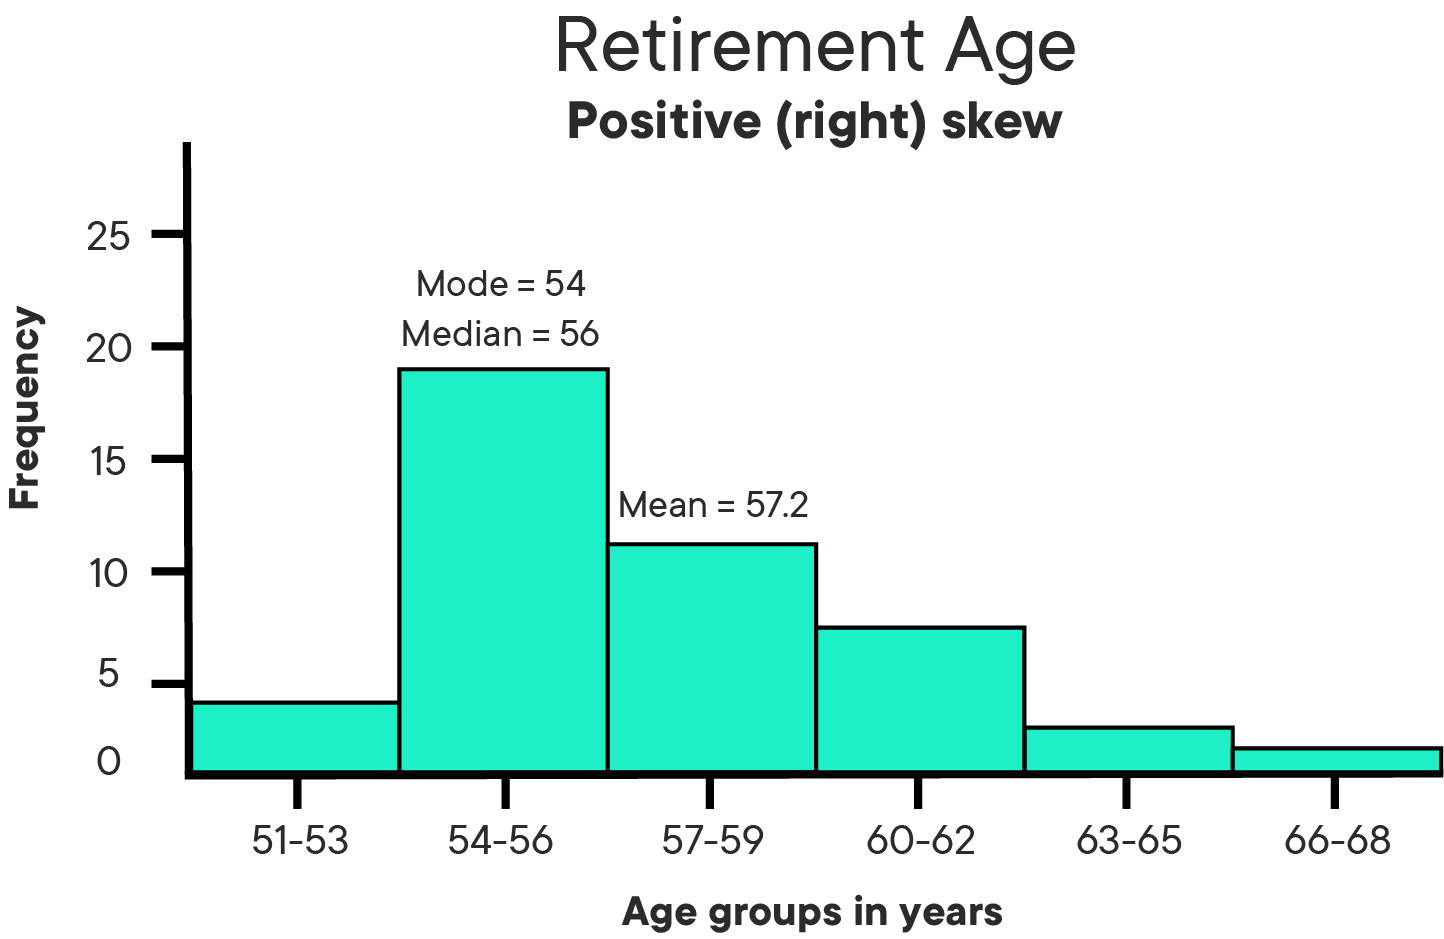 Retirement Age
Positive (right) skew
Frequency
25
20
15
10
5
0
Mode = 54
Median = 56
Mean = 57.2
51-53 54-56 57-59 60-62 63-65 66-68
Age groups in years